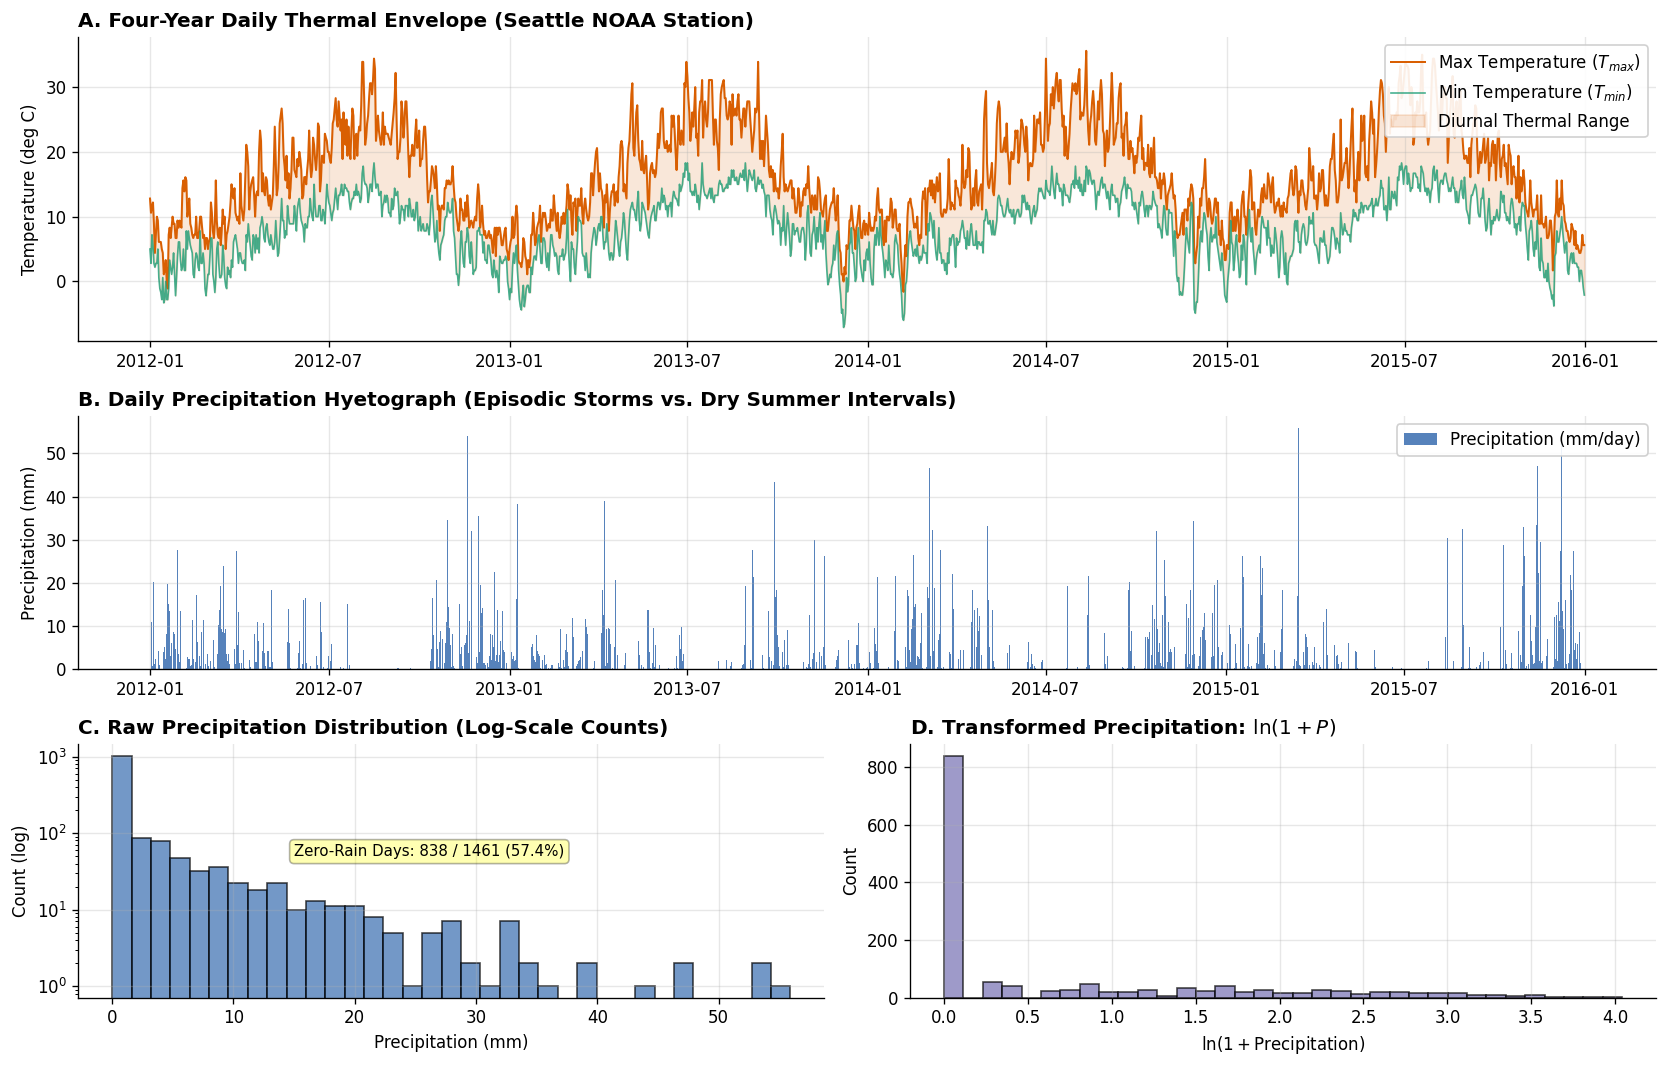 A. Four-Year Daily Thermal Envelope (Seattle NOAA Station)
Temperature (deg C)
30
20
10
0
Max Temperature (T_max)
Min Temperature (T_min)
Diurnal Thermal Range
2012-01 2012-07 2013-01 2013-07 2014-01 2014-07 2015-01 2015-07 2016-01
B. Daily Precipitation Hyetograph (Episodic Storms vs. Dry Summer Intervals)
Precipitation (mm)
50
40
30
20
10
0
Precipitation (mm/day)
2012-01 2012-07 2013-01 2013-07 2014-01 2014-07 2015-01 2015-07 2016-01
C. Raw Precipitation Distribution (Log-Scale Counts)
Count (log)
10^3
10^2
10^1
10^0
Zero-Rain Days: 838 / 1461 (57.4%)
0 10 20 30 40 50
Precipitation (mm)
D. Transformed Precipitation: ln(1 + P)
Count
800
600
400
200
0
0.0 0.5 1.0 1.5 2.0 2.5 3.0 3.5 4.0
ln(1 + Precipitation)